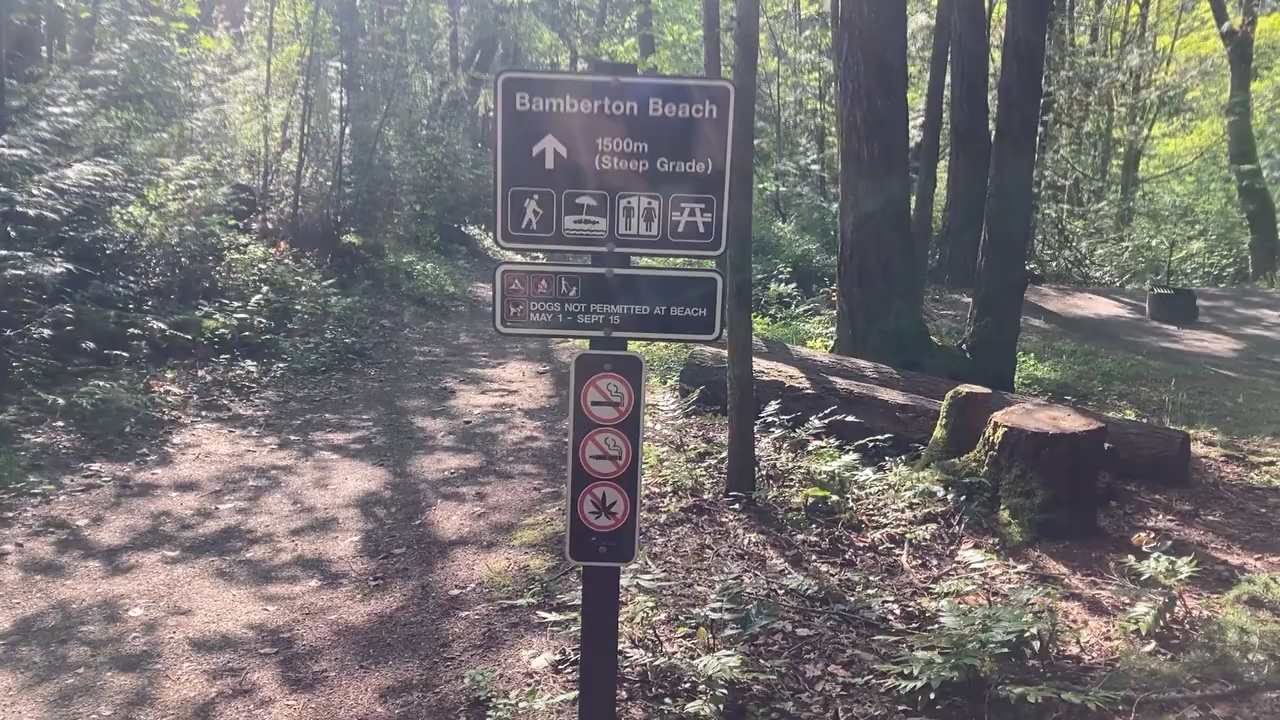 Bamberton Beach
1500m
(Steep Grade)
DOGS NOT PERMITTED AT BEACH
MAY 1 - SEPT 15